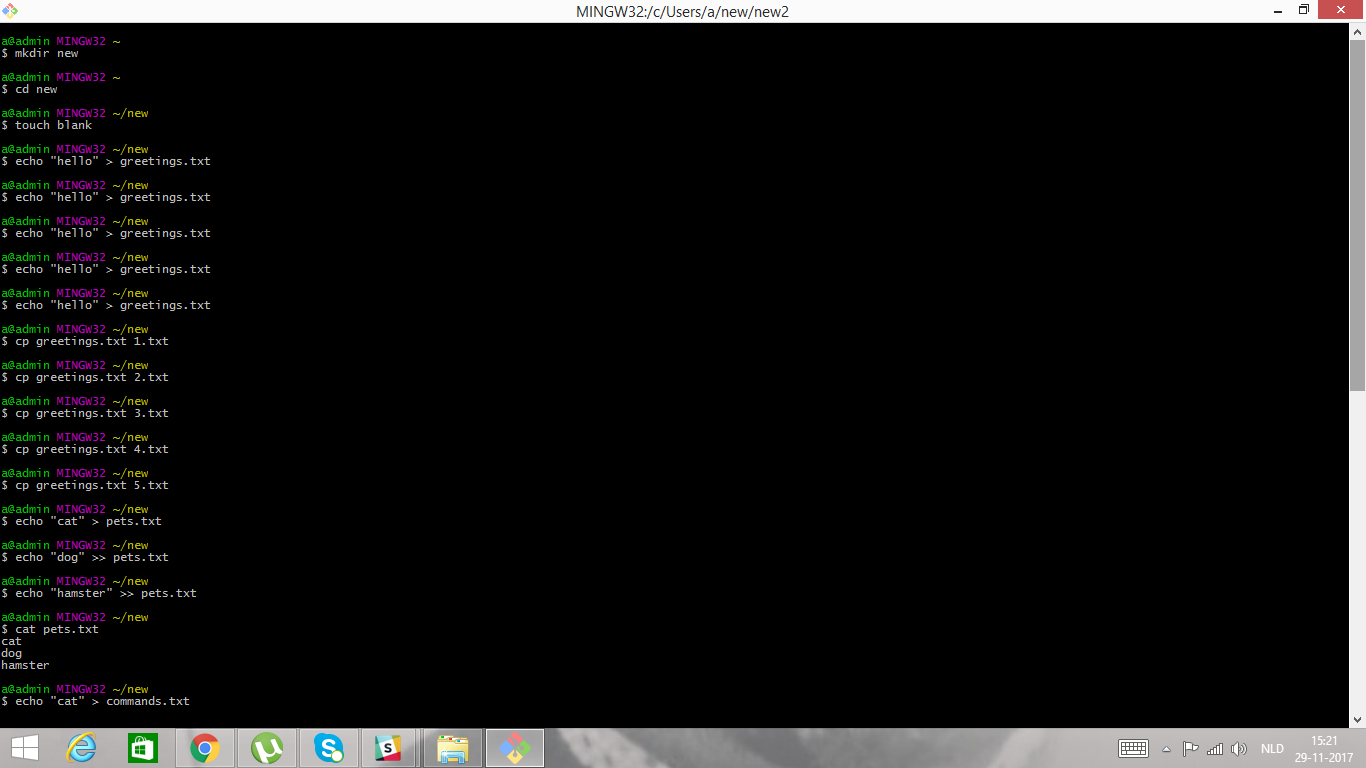 MINGW32:/c/Users/a/new/new2
a@admin MINGW32 ~
$ mkdir new
a@admin MINGW32 ~
$ cd new
a@admin MINGW32 ~/new
$ touch blank
a@admin MINGW32 ~/new
$ echo "hello" > greetings.txt
a@admin MINGW32 ~/new
$ echo "hello" > greetings.txt
a@admin MINGW32 ~/new
$ echo "hello" > greetings.txt
a@admin MINGW32 ~/new
$ echo "hello" > greetings.txt
a@admin MINGW32 ~/new
$ echo "hello" > greetings.txt
a@admin MINGW32 ~/new
$ cp greetings.txt 1.txt
a@admin MINGW32 ~/new
$ cp greetings.txt 2.txt
a@admin MINGW32 ~/new
$ cp greetings.txt 3.txt
a@admin MINGW32 ~/new
$ cp greetings.txt 4.txt
a@admin MINGW32 ~/new
$ cp greetings.txt 5.txt
a@admin MINGW32 ~/new
$ echo "cat" > pets.txt
a@admin MINGW32 ~/new
$ echo "dog" >> pets.txt
a@admin MINGW32 ~/new
$ echo "hamster" >> pets.txt
a@admin MINGW32 ~/new
$ cat pets.txt
cat
dog
hamster
a@admin MINGW32 ~/new
$ echo "cat" > commands.txt
NLD
15:21
29-11-2017